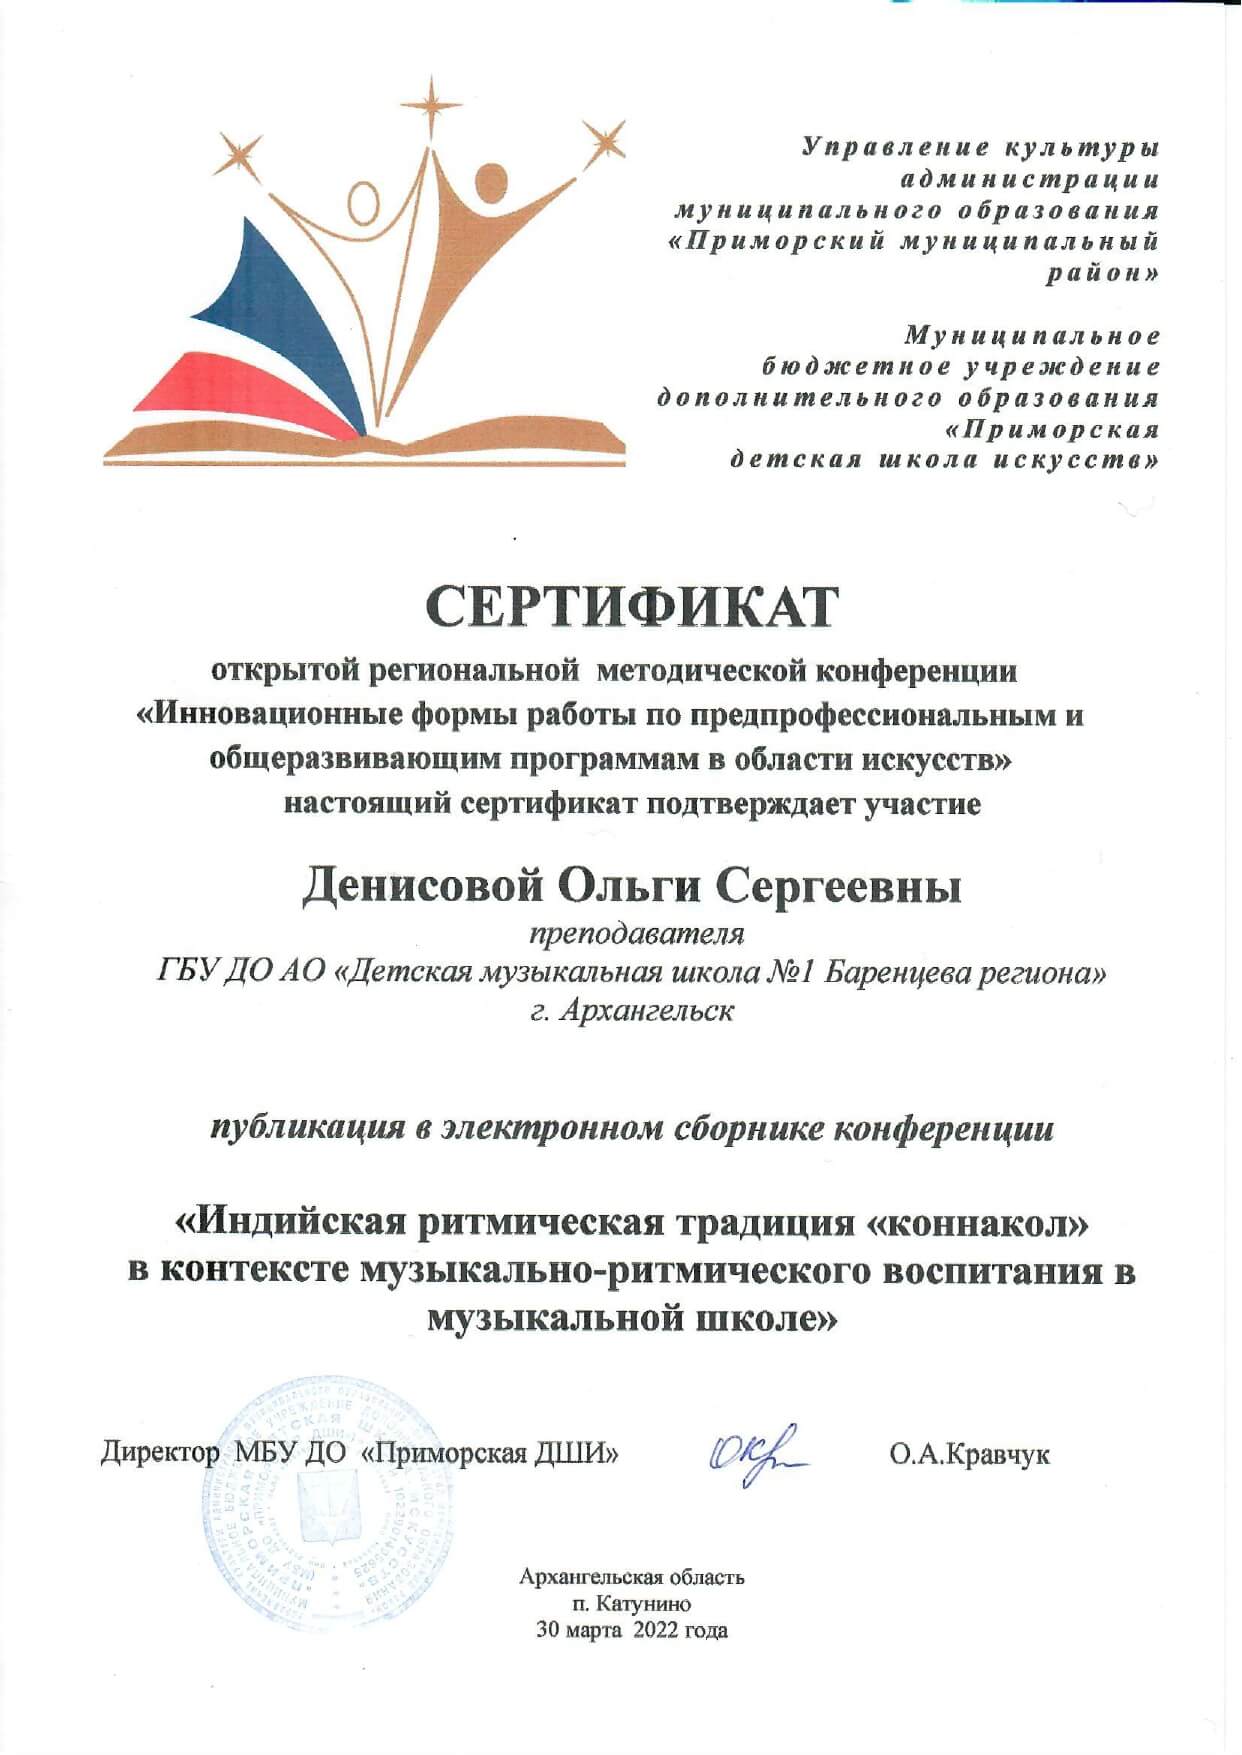 Управление культуры
администрации
муниципального образования
«Приморский муниципальный
район»
Муниципальное
бюджетное учреждение
дополнительного образования
«Приморская
детская школа искусств»
СЕРТИФИКАТ
открытой региональной методической конференции
«Инновационные формы работы по предпрофессиональным и
общеразвивающим программам в области искусств»
настоящий сертификат подтверждает участие
Денисовой Ольги Сергеевны
преподавателя
ГБУ ДО АО «Детская музыкальная школа №1 Баренцева региона»
г. Архангельск
публикация в электронном сборнике конференции
«Индийская ритмическая традиция «коннакол»
в контексте музыкально-ритмического воспитания в
музыкальной школе»
Директор МБУ ДО «Приморская ДШИ» О.А.Кравчук
Архангельская область
п. Катунино
30 марта 2022 года